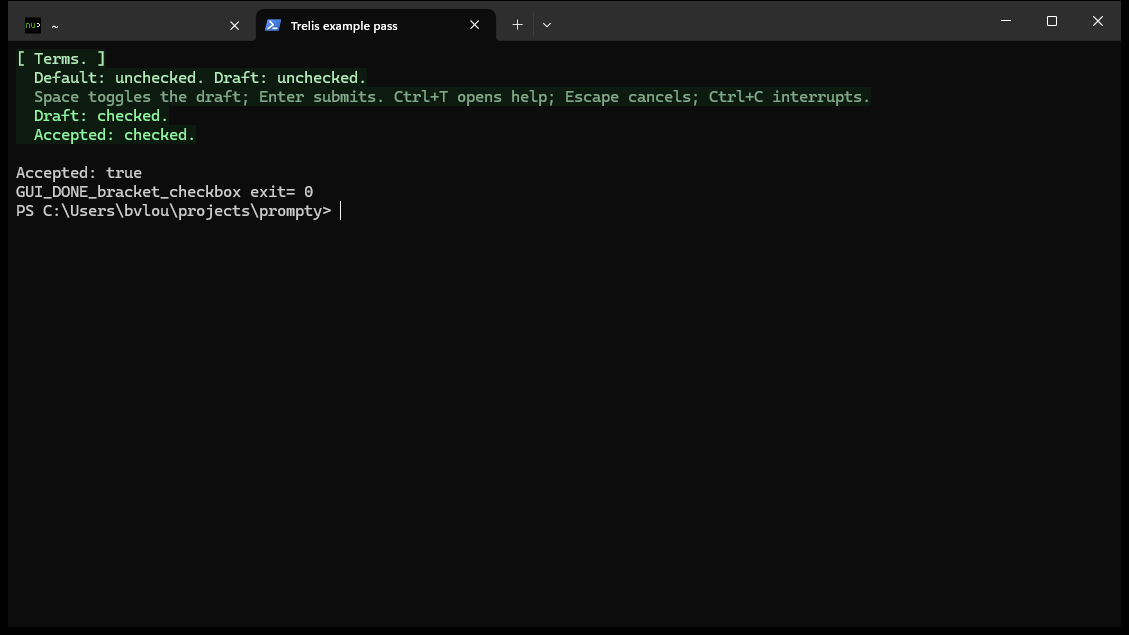 nu> ~
Trelis example pass
[ Terms. ]
Default: unchecked. Draft: unchecked.
Space toggles the draft; Enter submits. Ctrl+T opens help; Escape cancels; Ctrl+C interrupts.
Draft: checked.
Accepted: checked.
Accepted: true
GUI_DONE_bracket_checkbox exit= 0
PS C:\Users\bvlou\projects\prompty>